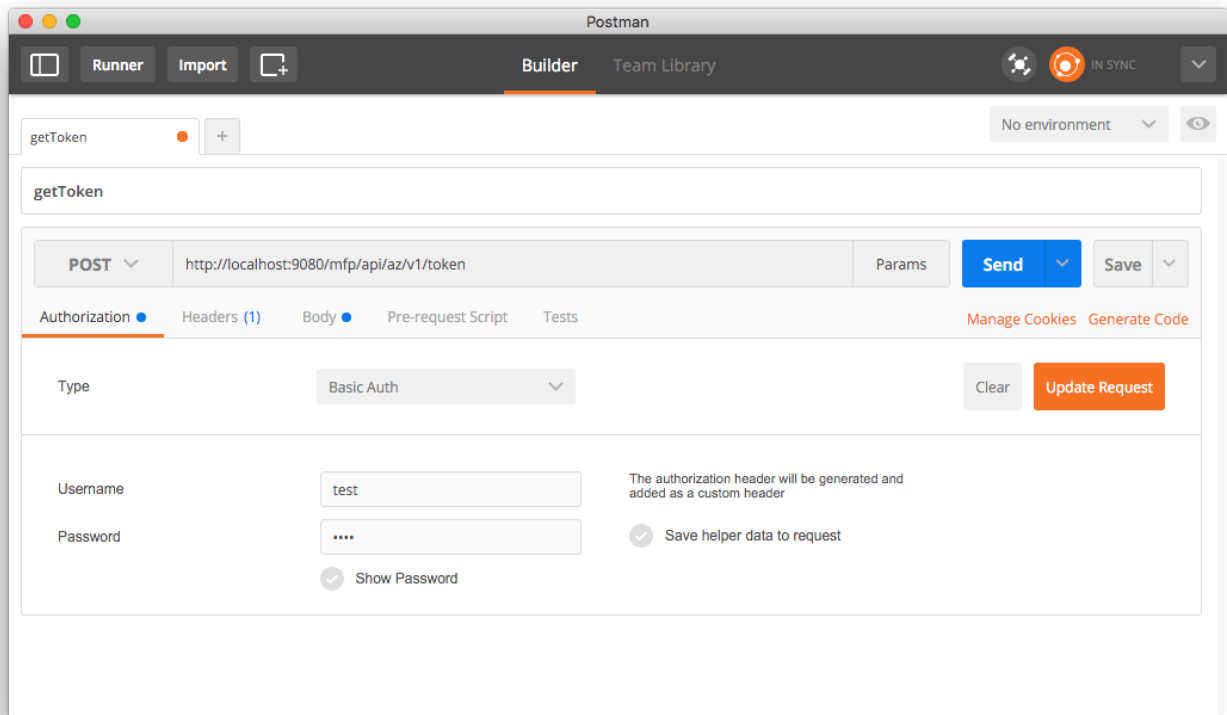 Postman
Runner Import Builder Team Library IN SYNC
getToken + No environment
getToken
POST http://localhost:9080/mfp/api/az/v1/token Params Send Save
Authorization Headers (1) Body Pre-request Script Tests Manage Cookies Generate Code
Type Basic Auth Clear Update Request
Username test The authorization header will be generated and
added as a custom header
Password •••• Save helper data to request
Show Password